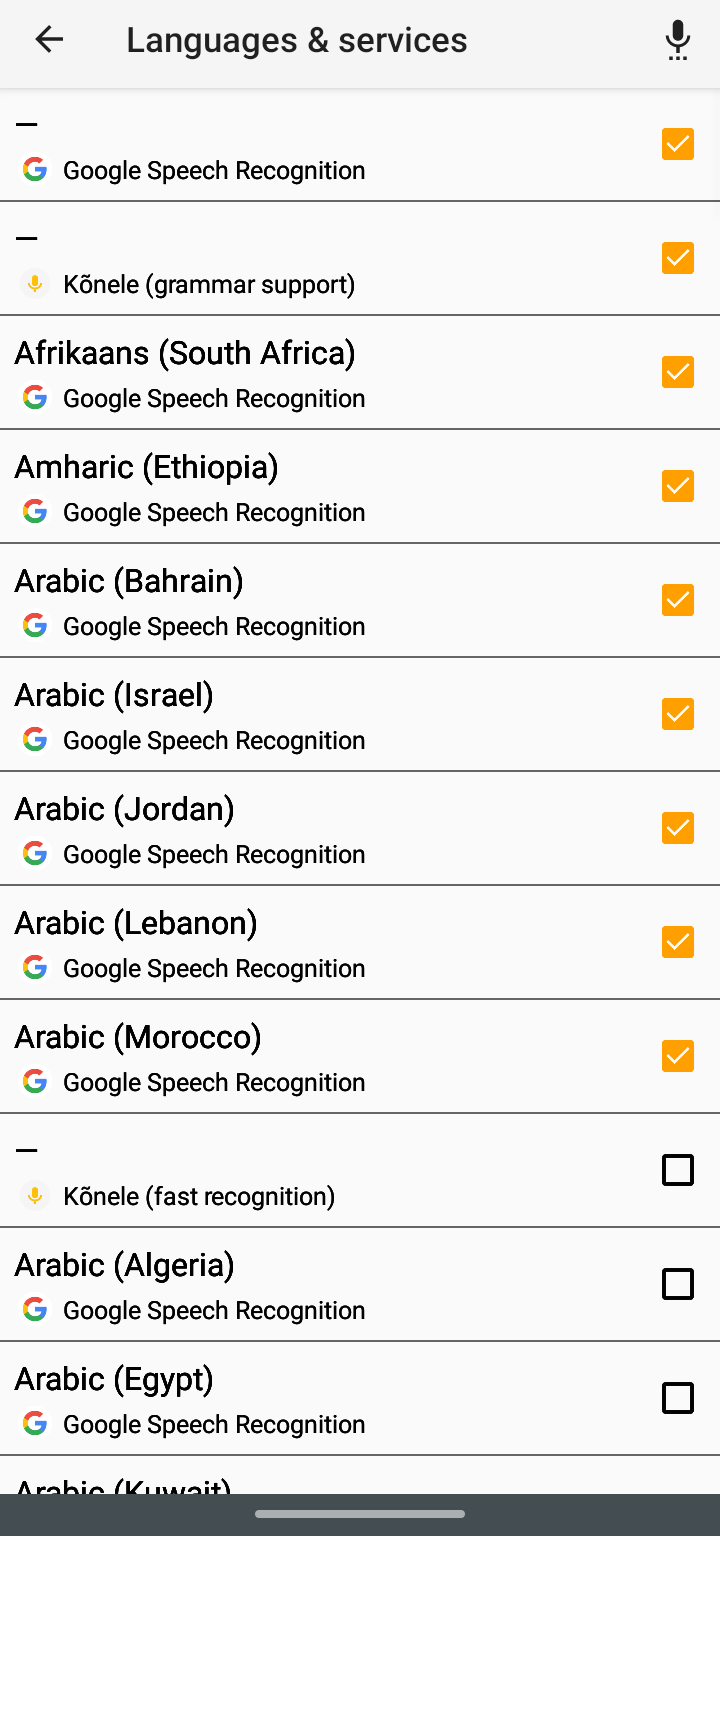 Languages & services
–
Google Speech Recognition
–
Kõnele (grammar support)
Afrikaans (South Africa)
Google Speech Recognition
Amharic (Ethiopia)
Google Speech Recognition
Arabic (Bahrain)
Google Speech Recognition
Arabic (Israel)
Google Speech Recognition
Arabic (Jordan)
Google Speech Recognition
Arabic (Lebanon)
Google Speech Recognition
Arabic (Morocco)
Google Speech Recognition
–
Kõnele (fast recognition)
Arabic (Algeria)
Google Speech Recognition
Arabic (Egypt)
Google Speech Recognition
Arabic (Kuwait)